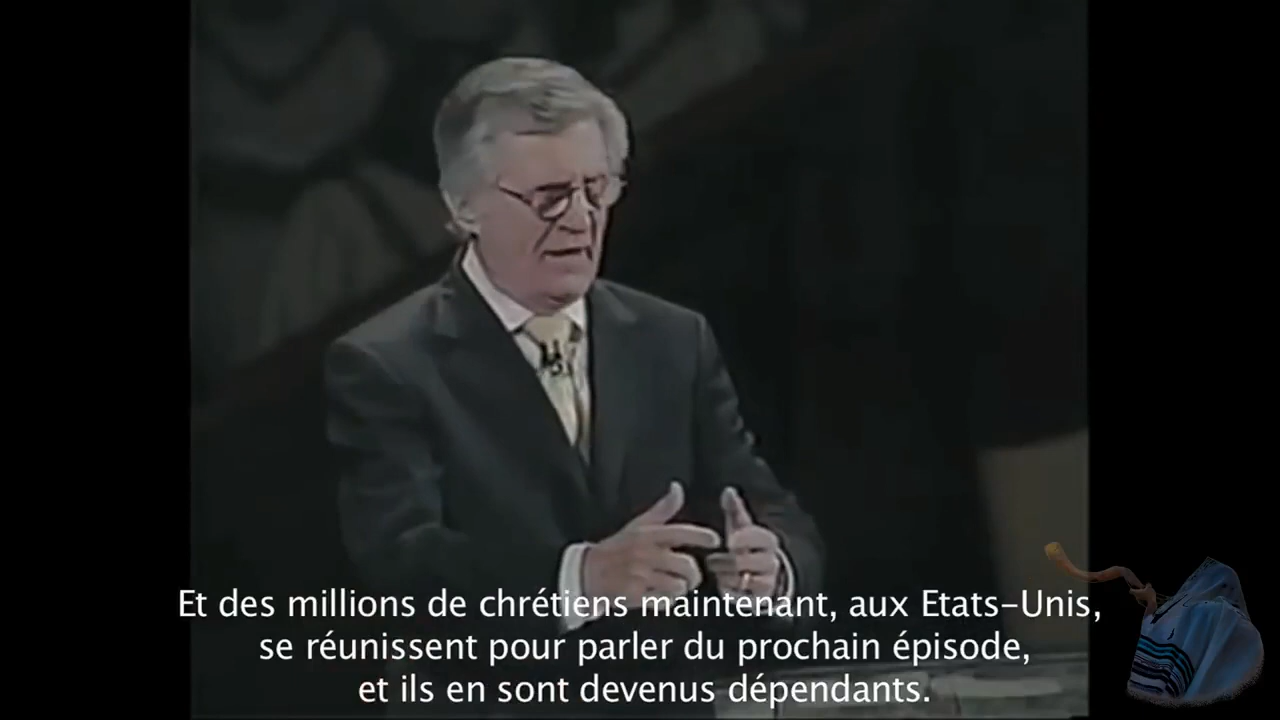 Et des millions de chrétiens maintenant, aux Etats-Unis,
se réunissent pour parler du prochain épisode,
et ils en sont devenus dépendants.